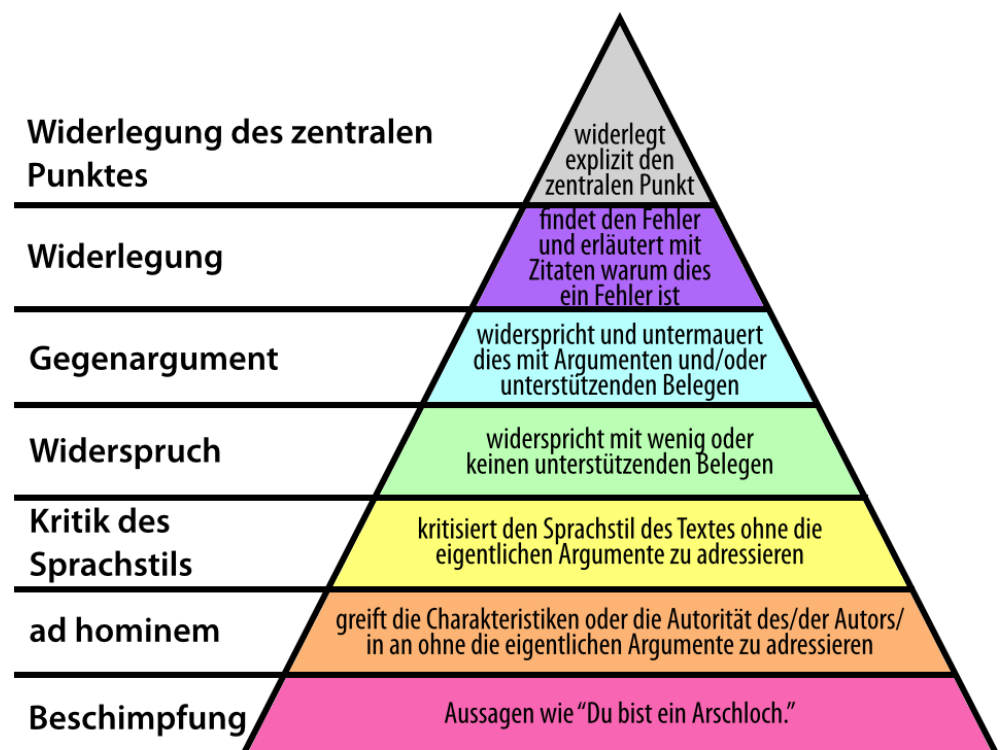 Widerlegung des zentralen
Punktes
widerlegt
explizit den
zentralen Punkt
Widerlegung
findet den Fehler
und erläutert mit
Zitaten warum dies
ein Fehler ist
Gegenargument
widerspricht und untermauert
dies mit Argumenten und/oder
unterstützenden Belegen
Widerspruch
widerspricht mit wenig oder
keinen unterstützenden Belegen
Kritik des
Sprachstils
kritisiert den Sprachstil des Textes ohne die
eigentlichen Argumente zu adressieren
ad hominem
greift die Charakteristiken oder die Autorität des/der Autors/
in an ohne die eigentlichen Argumente zu adressieren
Beschimpfung
Aussagen wie “Du bist ein Arschloch.”